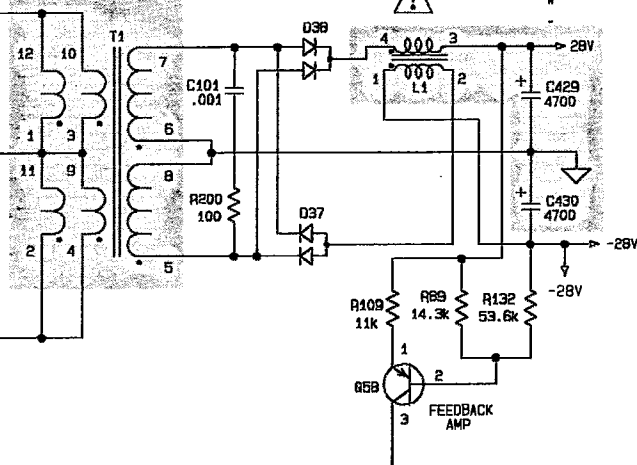 T1
D38
12
10
7
4
3
28V
C101
.001
1
2
L1
+
C429
4700
1
3
6
11
9
8
R200
100
+
C430
4700
D37
2
4
5
-28V
-28V
R109
11k
R89
14.3k
R132
53.6k
1
2
Q58
3
FEEDBACK
AMP